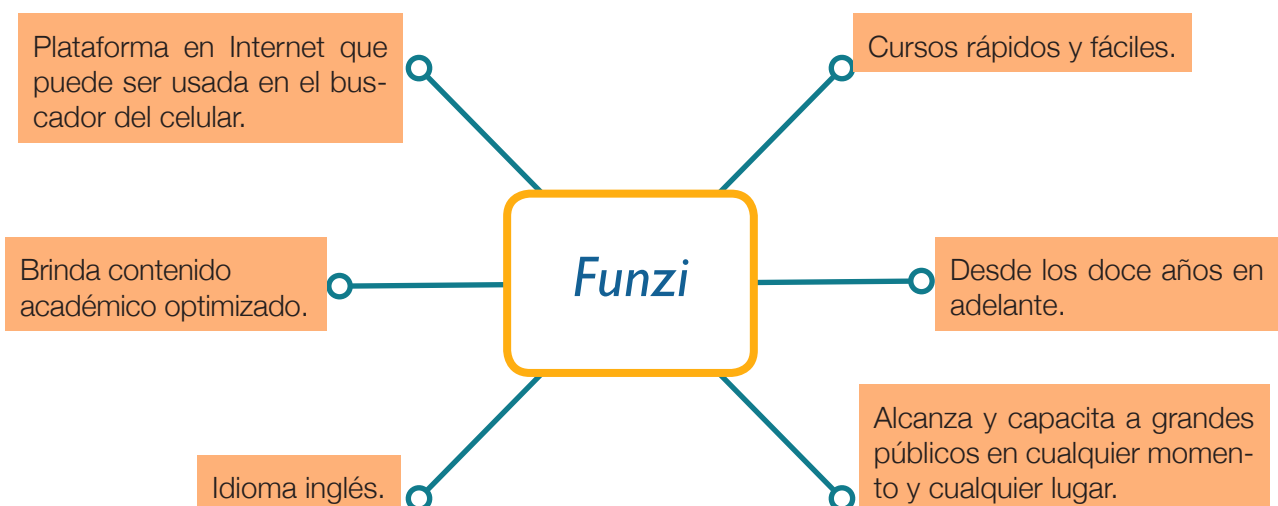 Plataforma en Internet que
puede ser usada en el bus-
cador del celular.
Cursos rápidos y fáciles.
Funzi
Brinda contenido
académico optimizado.
Desde los doce años en
adelante.
Idioma inglés.
Alcanza y capacita a grandes
públicos en cualquier momen-
to y cualquier lugar.